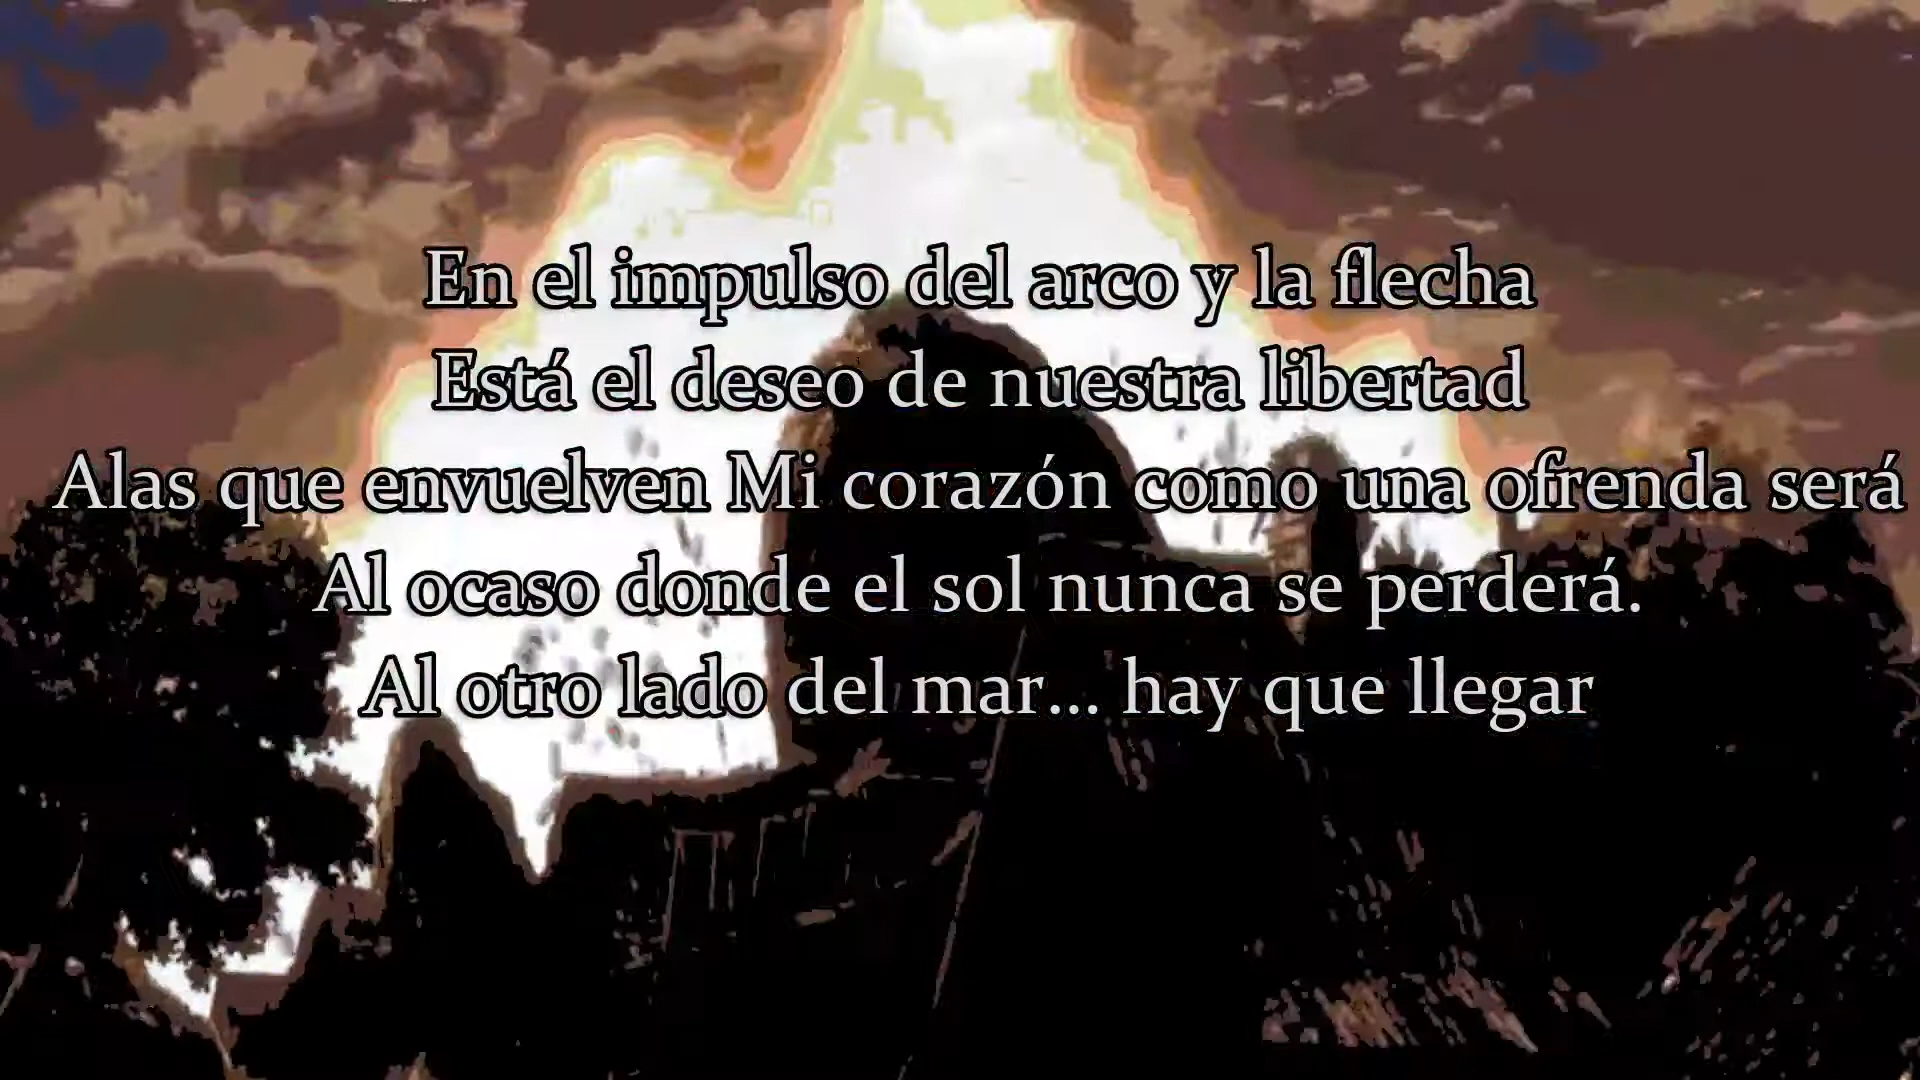 En el impulso del arco y la flecha
Está el deseo de nuestra libertad
Alas que envuelven Mi corazón como una ofrenda será
Al ocaso donde el sol nunca se perderá.
Al otro lado del mar... hay que llegar